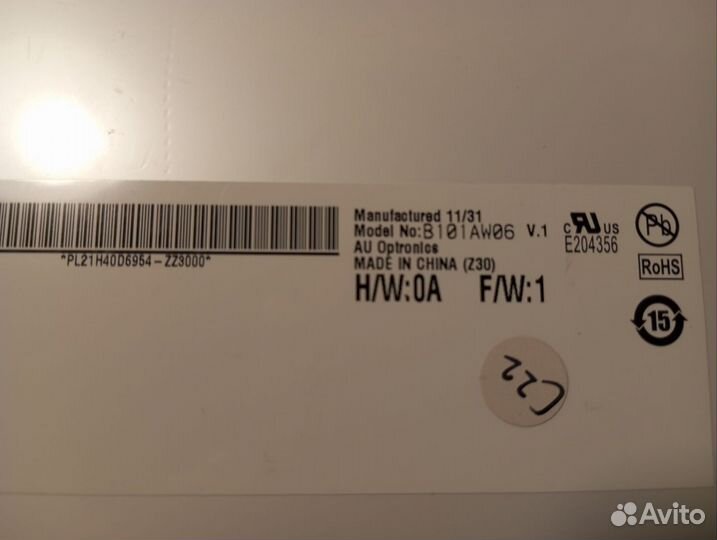 *PL21H40D6954-ZZ3000*
Manufactured 11/31
Model No:B101AW06 V.1
AU Optronics
MADE IN CHINA (Z30)
H/W:0A F/W:1
c RU US
E204356
Pb
RoHS
15
C22
Avito